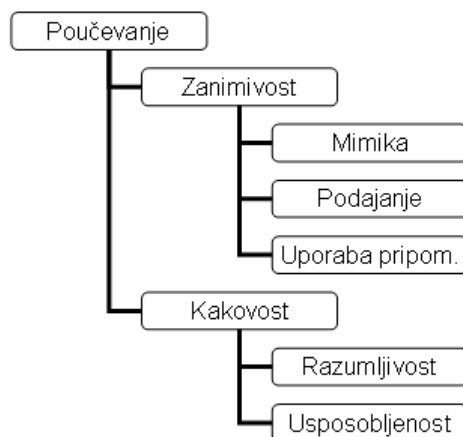 Poučevanje
Zanimivost
Mimika
Podajanje
Uporaba pripom.
Kakovost
Razumljivost
Usposobljenost